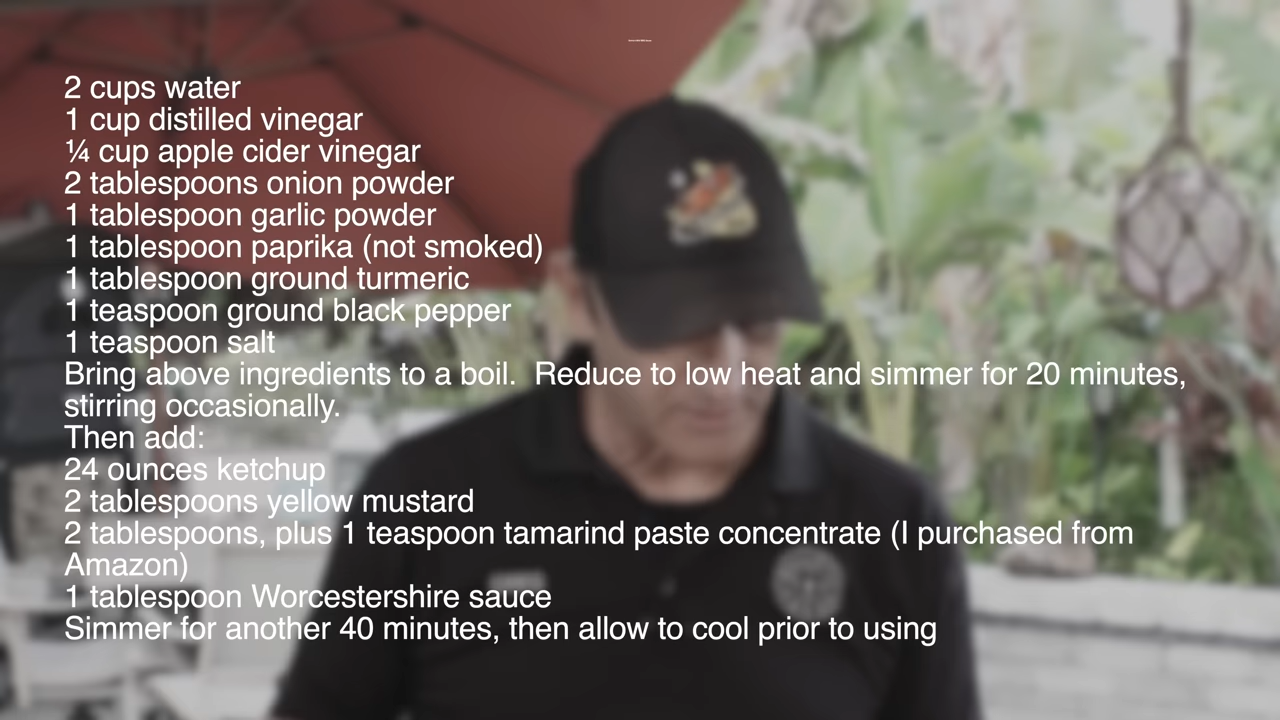 2 cups water
1 cup distilled vinegar
¼ cup apple cider vinegar
2 tablespoons onion powder
1 tablespoon garlic powder
1 tablespoon paprika (not smoked)
1 tablespoon ground turmeric
1 teaspoon ground black pepper
1 teaspoon salt
Bring above ingredients to a boil.  Reduce to low heat and simmer for 20 minutes,
stirring occasionally.
Then add:
24 ounces ketchup
2 tablespoons yellow mustard
2 tablespoons, plus 1 teaspoon tamarind paste concentrate (I purchased from
Amazon)
1 tablespoon Worcestershire sauce
Simmer for another 40 minutes, then allow to cool prior to using